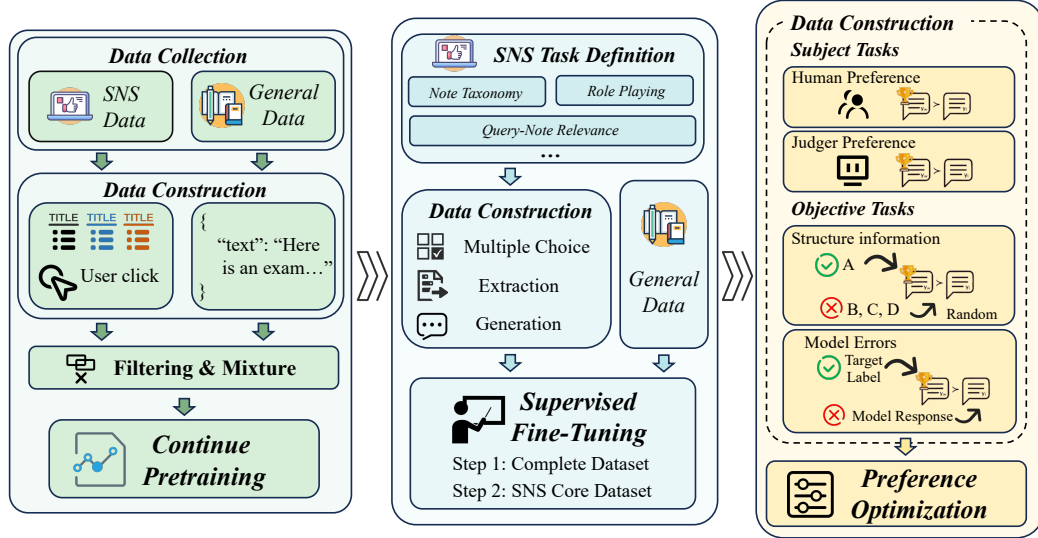 Data Collection
SNS
Data
General
Data
Data Construction
TITLE TITLE TITLE
User click
{
"text": "Here
is an exam…"
}
Filtering & Mixture
Continue
Pretraining
SNS Task Definition
Note Taxonomy
Role Playing
Query-Note Relevance
...
Data Construction
Multiple Choice
Extraction
Generation
General
Data
Supervised
Fine-Tuning
Step 1: Complete Dataset
Step 2: SNS Core Dataset
Data Construction
Subject Tasks
Human Preference
>
Judger Preference
>
Objective Tasks
Structure information
A
>
B, C, D
Random
Model Errors
Target
Label
>
Model Response
Preference
Optimization